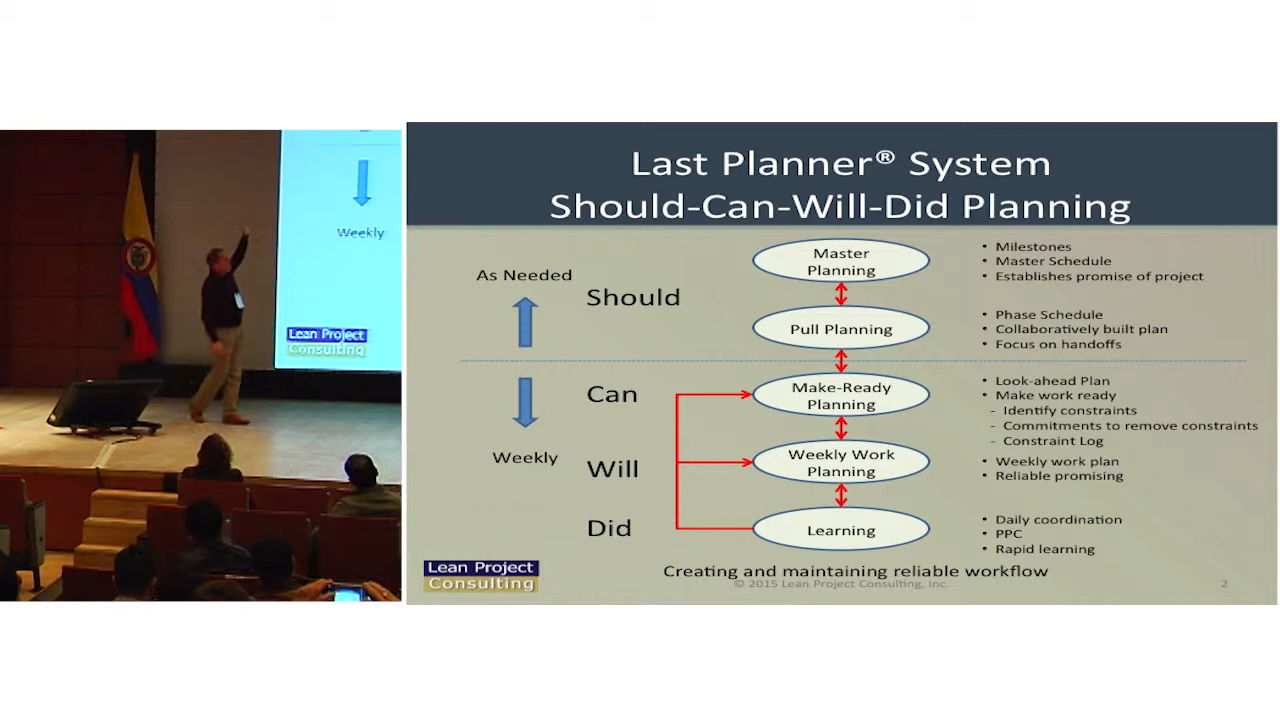 Weekly
Lean Project
Consulting
Last Planner® System
Should-Can-Will-Did Planning
As Needed
Should
Can
Weekly
Will
Did
Master
Planning
Pull Planning
Make-Ready
Planning
Weekly Work
Planning
Learning
• Milestones
• Master Schedule
• Establishes promise of project
• Phase Schedule
• Collaboratively built plan
• Focus on handoffs
• Look-ahead Plan
• Make work ready
- Identify constraints
- Commitments to remove constraints
- Constraint Log
• Weekly work plan
• Reliable promising
• Daily coordination
• PPC
• Rapid learning
Lean Project
Consulting
Creating and maintaining reliable workflow
© 2015 Lean Project Consulting, Inc.
2